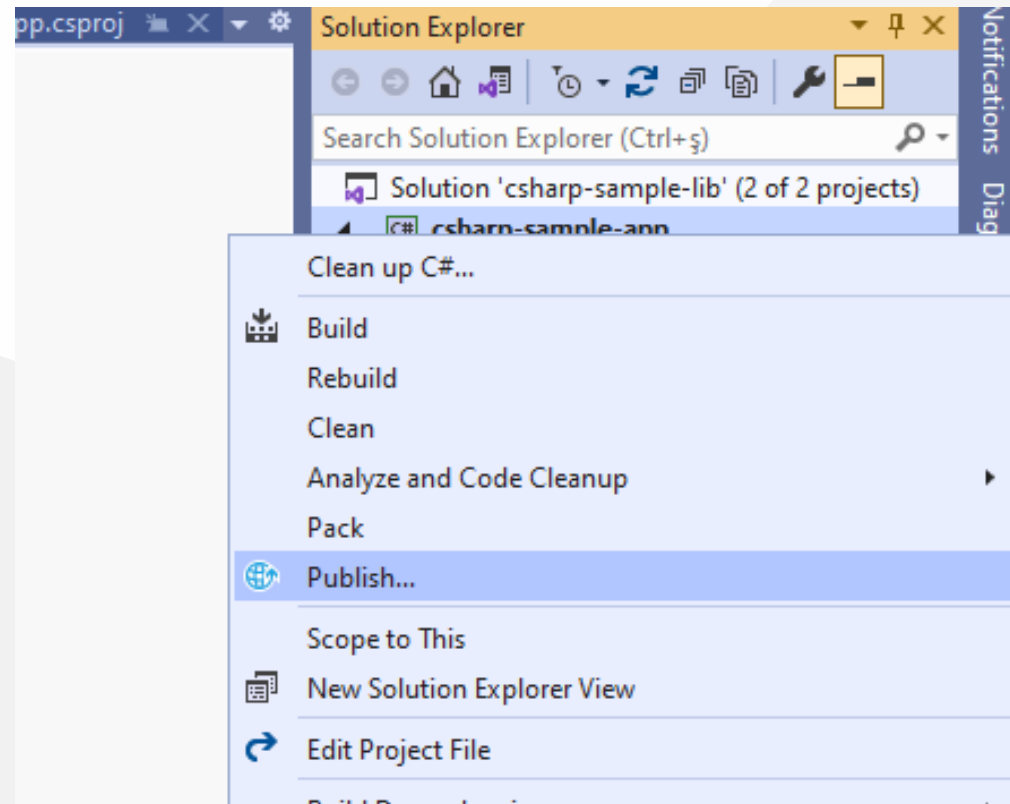 pp.csproj
Solution Explorer
Search Solution Explorer (Ctrl+ş)
Solution 'csharp-sample-lib' (2 of 2 projects)
C# csharp-sample-app
Clean up C#...
Build
Rebuild
Clean
Analyze and Code Cleanup
Pack
Publish...
Scope to This
New Solution Explorer View
Edit Project File
Notifications
Diag